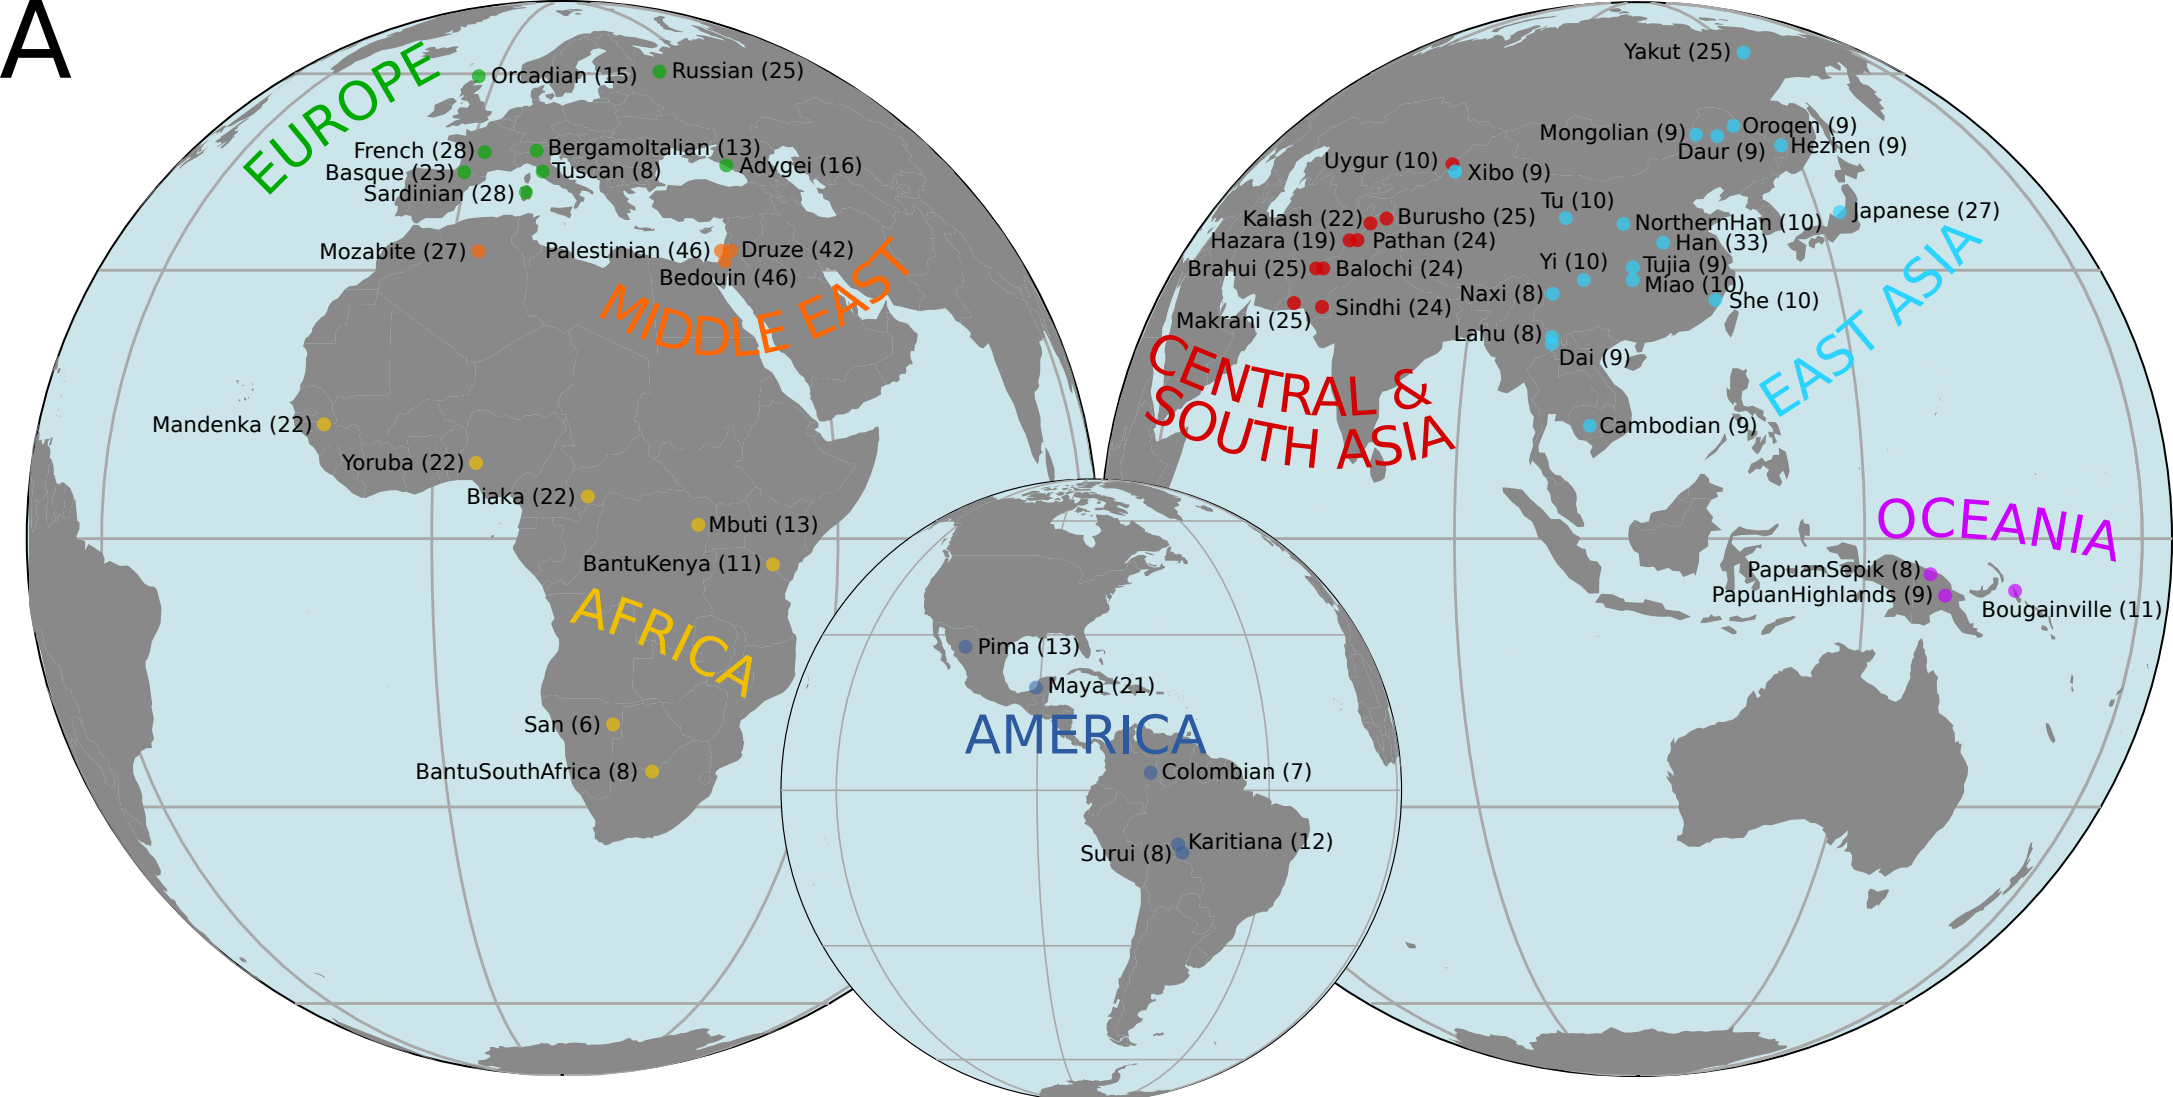 A
EUROPE
Orcadian (15)
Russian (25)
French (28)
BergamoItalian (13)
Basque (23)
Tuscan (8)
Adygei (16)
Sardinian (28)
Mozabite (27)
Palestinian (46)
Druze (42)
Bedouin (46)
MIDDLE EAST
Mandenka (22)
Yoruba (22)
Biaka (22)
Mbuti (13)
BantuKenya (11)
AFRICA
San (6)
BantuSouthAfrica (8)
Yakut (25)
Mongolian (9)
Oroqen (9)
Daur (9)
Hezhen (9)
Uygur (10)
Xibo (9)
Tu (10)
Kalash (22)
Burusho (25)
NorthernHan (10)
Japanese (27)
Hazara (19)
Pathan (24)
Han (33)
Brahui (25)
Balochi (24)
Yi (10)
Tujia (9)
Miao (10)
Naxi (8)
She (10)
Makrani (25)
Sindhi (24)
Lahu (8)
Dai (9)
EAST ASIA
CENTRAL &
SOUTH ASIA
Cambodian (9)
OCEANIA
PapuanSepik (8)
PapuanHighlands (9)
Bougainville (11)
Pima (13)
Maya (21)
AMERICA
Colombian (7)
Karitiana (12)
Surui (8)